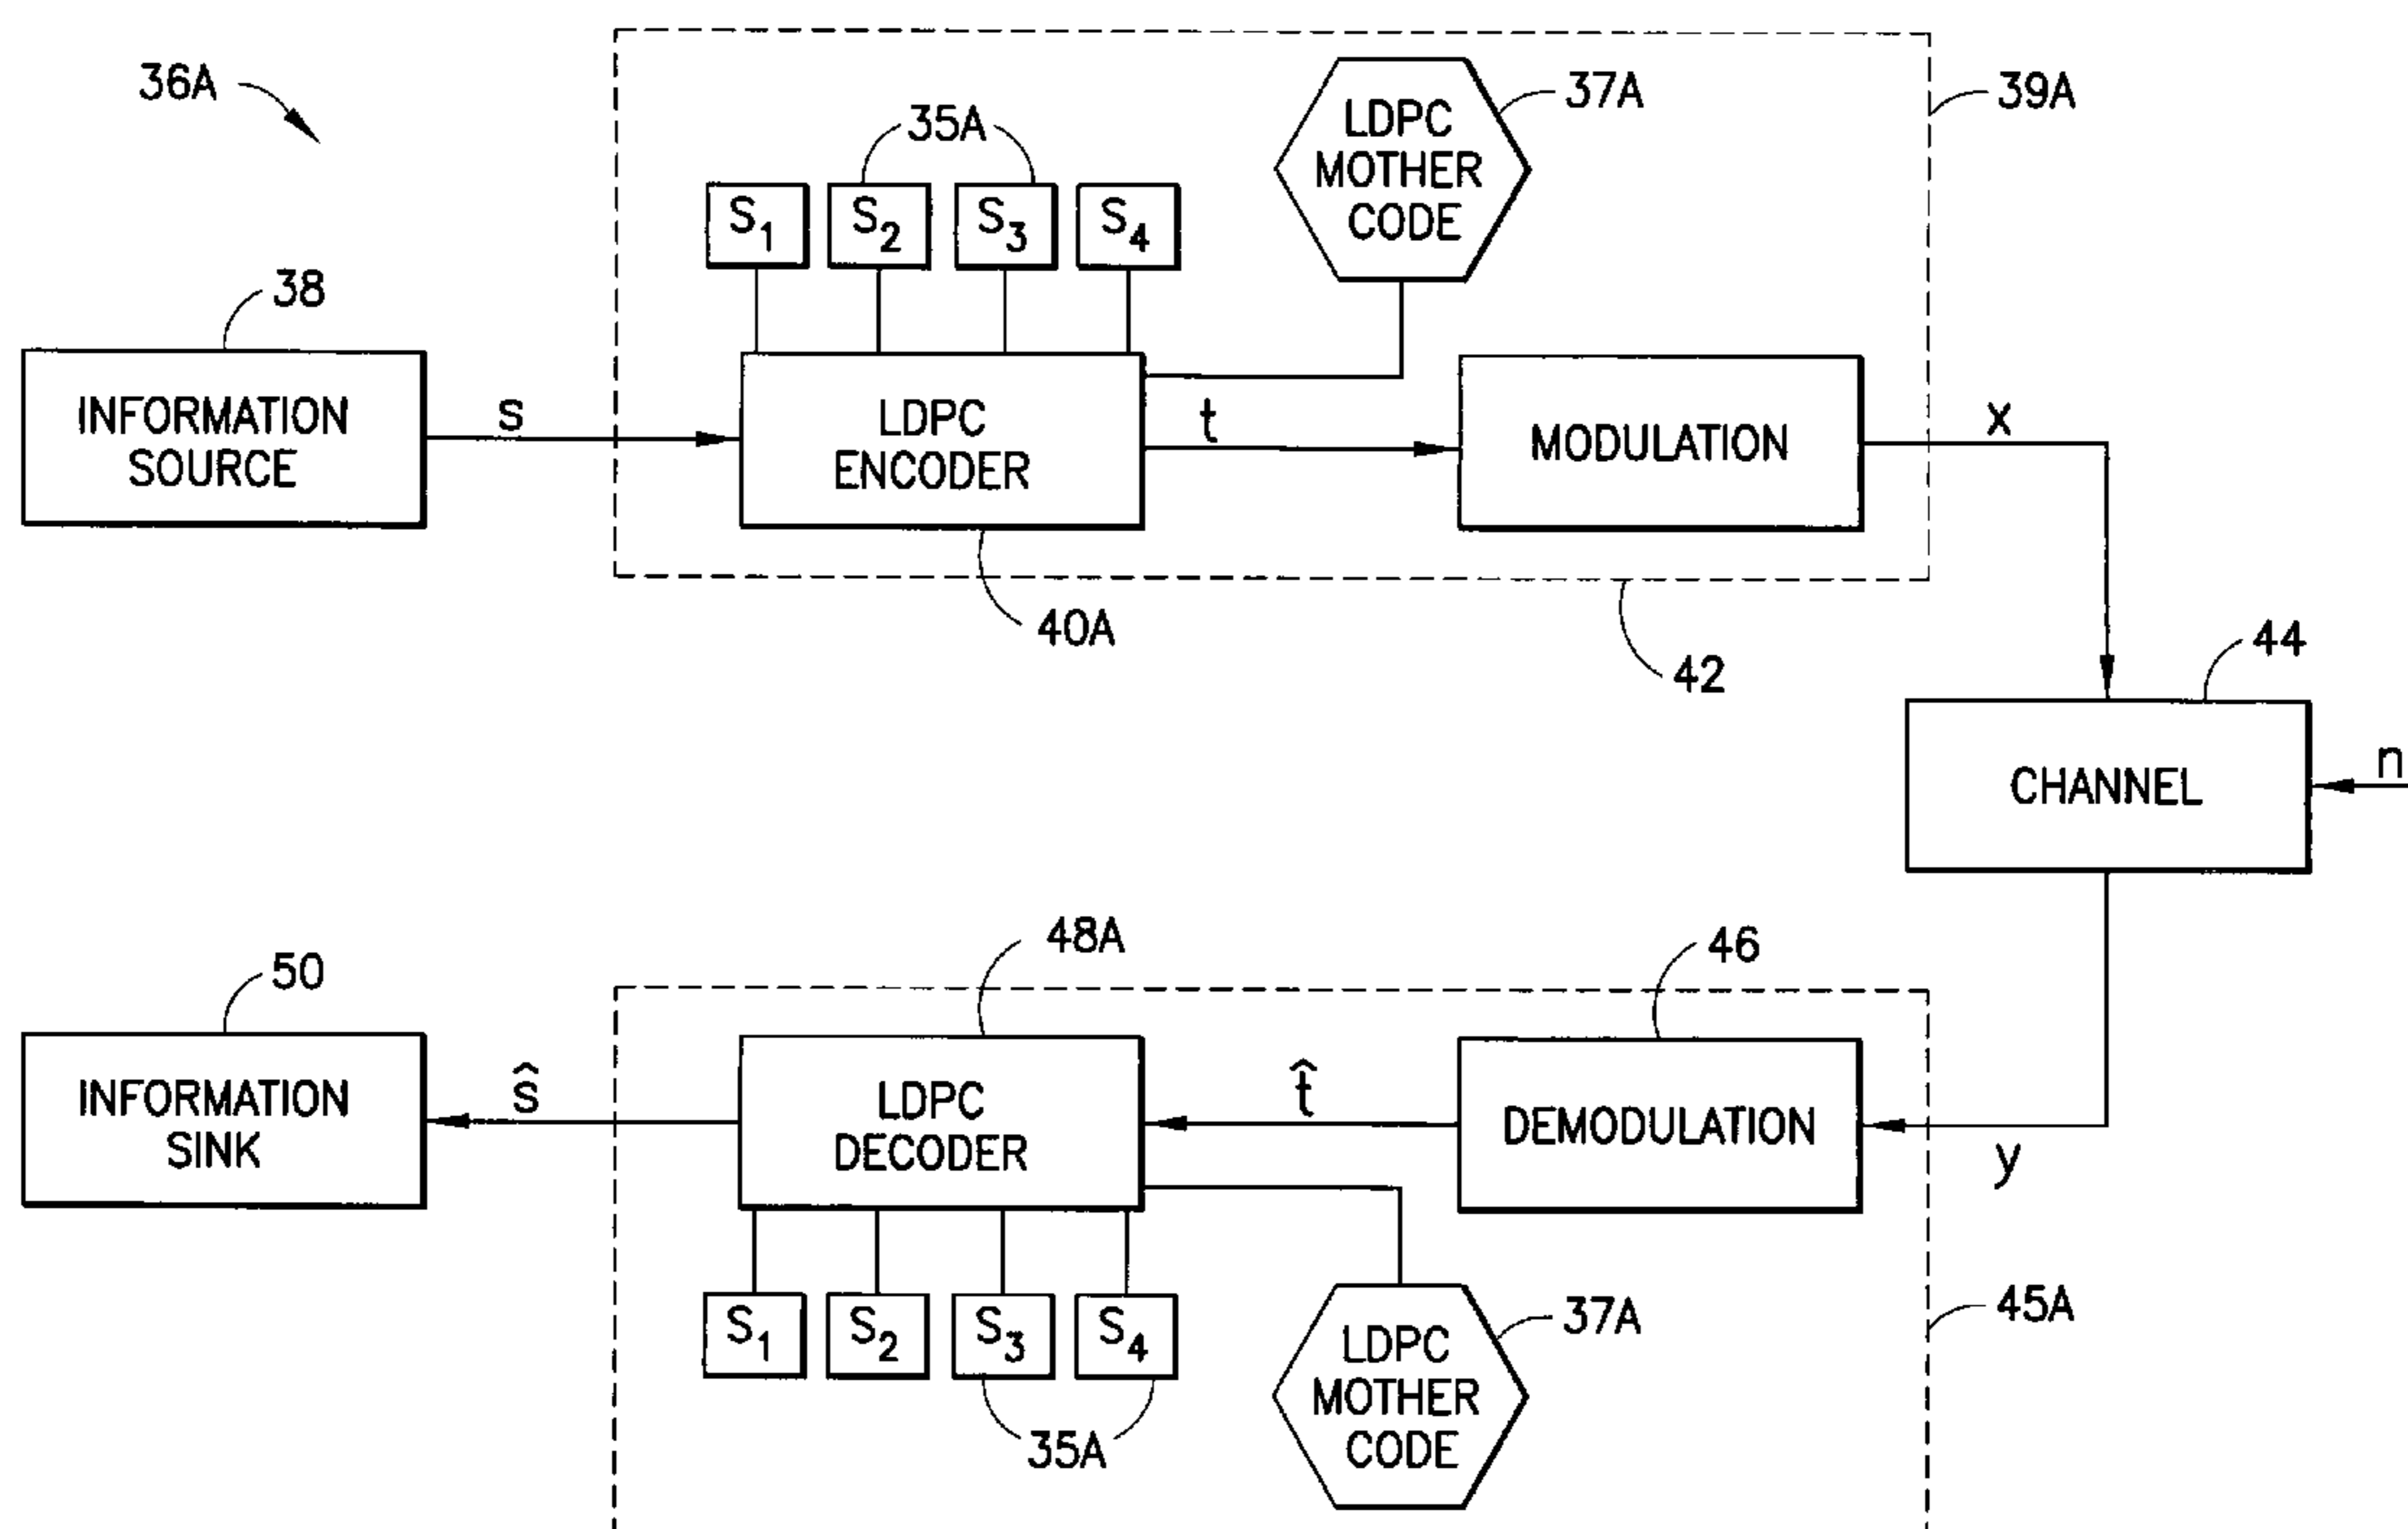 36A
35A
37A
39A
S1
S2
S3
S4
LDPC
MOTHER
CODE
38
INFORMATION
SOURCE
s
LDPC
ENCODER
t
MODULATION
x
40A
42
44
CHANNEL
n
50
48A
46
INFORMATION
SINK
ŝ
LDPC
DECODER
t̂
DEMODULATION
y
S1
S2
S3
S4
35A
LDPC
MOTHER
CODE
37A
45A